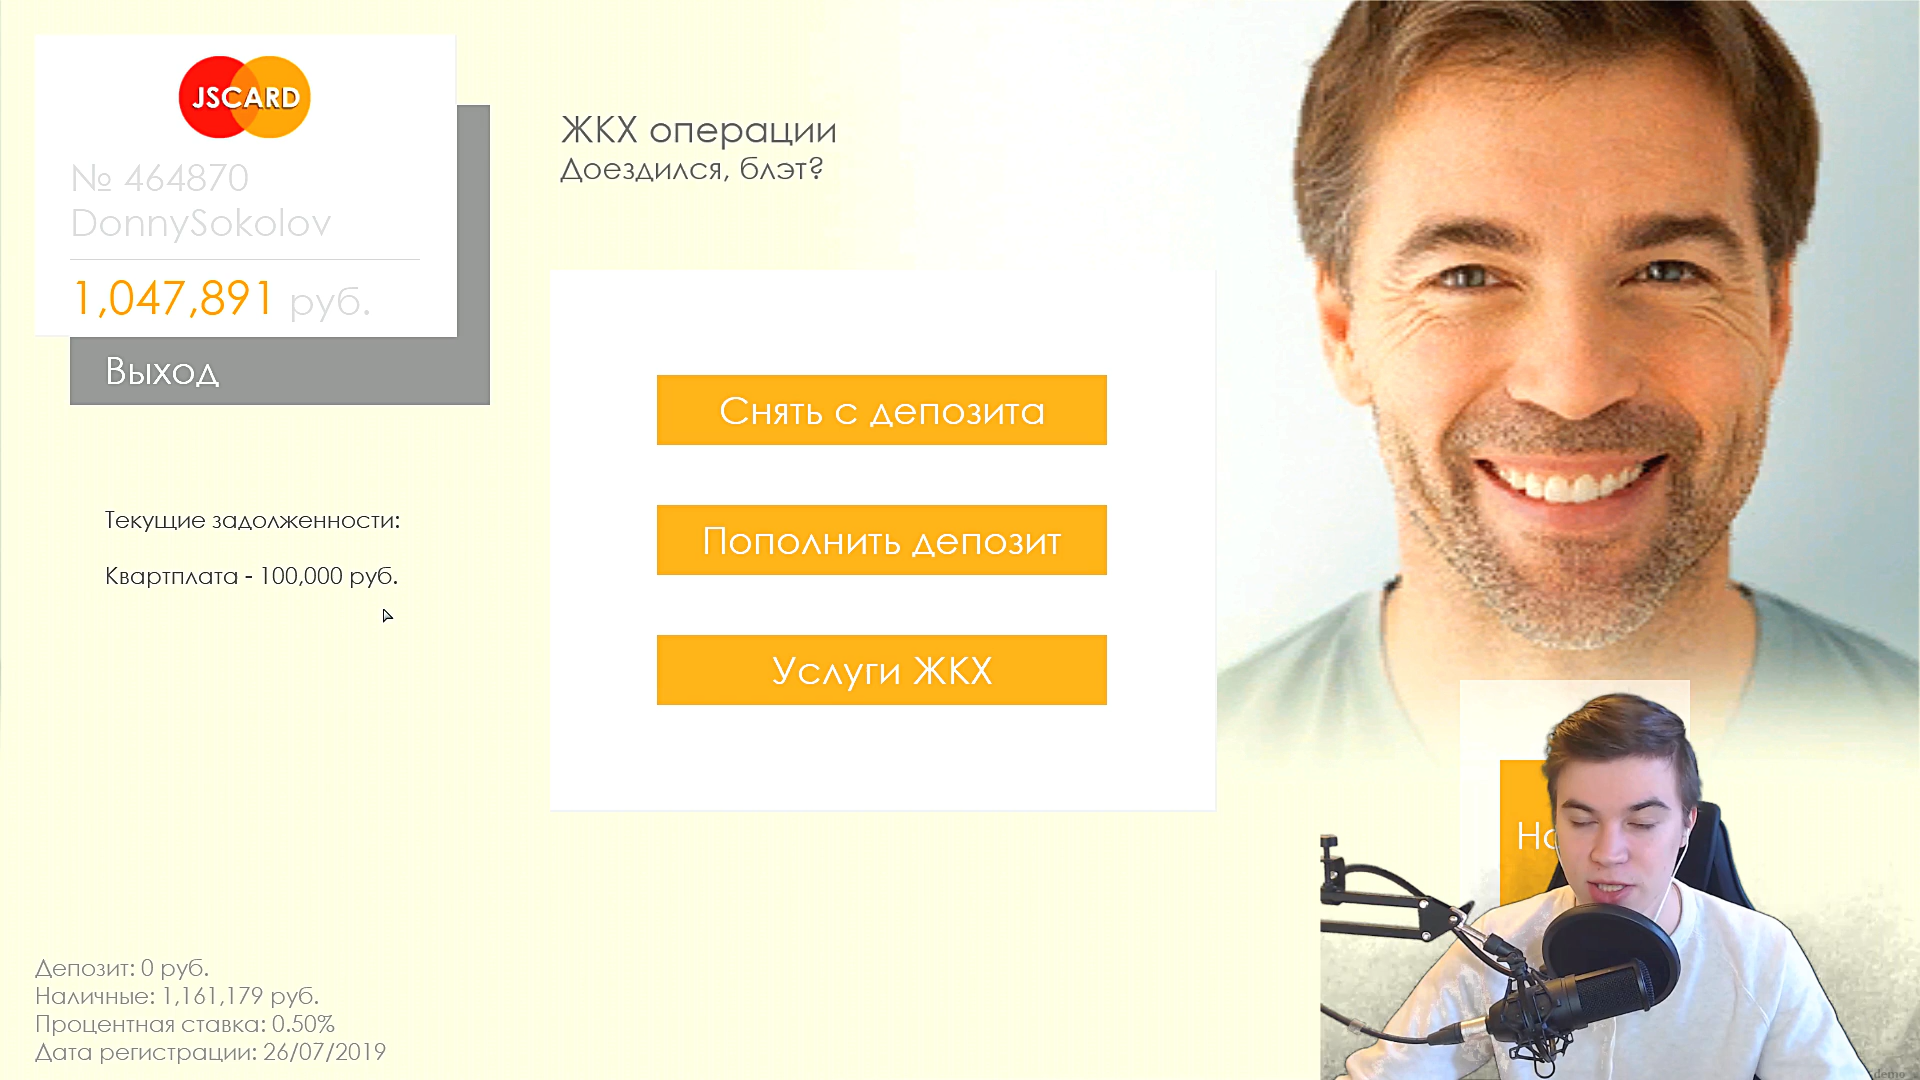 JSCARD
№ 464870
DonnySokolov
1,047,891 руб.
Выход
ЖКХ операции
Доездился, блэт?
Снять с депозита
Пополнить депозит
Услуги ЖКХ
Текущие задолженности:
Квартплата - 100,000 руб.
Депозит: 0 руб.
Наличные: 1,161,179 руб.
Процентная ставка: 0.50%
Дата регистрации: 26/07/2019
demo